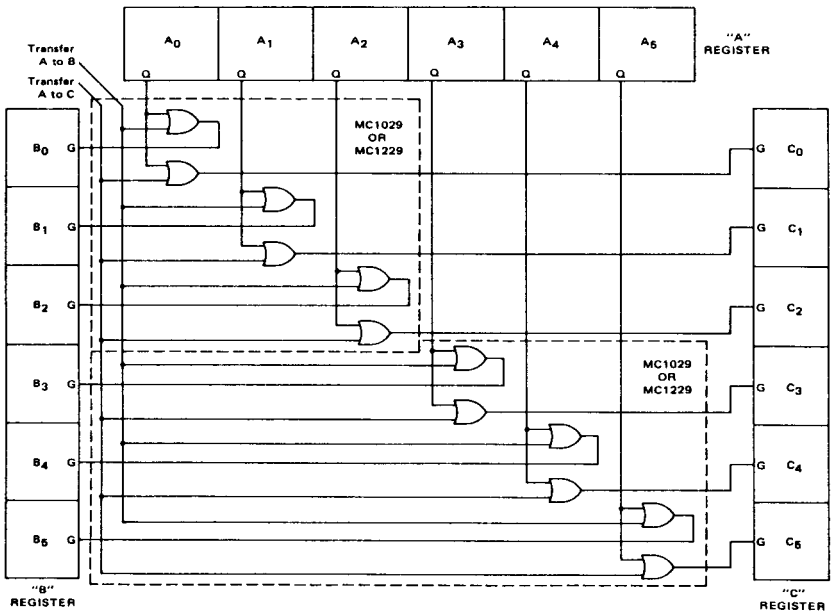 A0 A1 A2 A3 A4 A5
"A"
REGISTER
Q Q Q Q Q Q
Transfer
A to B
Transfer
A to C
MC1029
OR
MC1229
B0 G
G C0
B1 G
G C1
B2 G
G C2
MC1029
OR
MC1229
B3 G
G C3
B4 G
G C4
B5 G
G C5
"B"
REGISTER
"C"
REGISTER